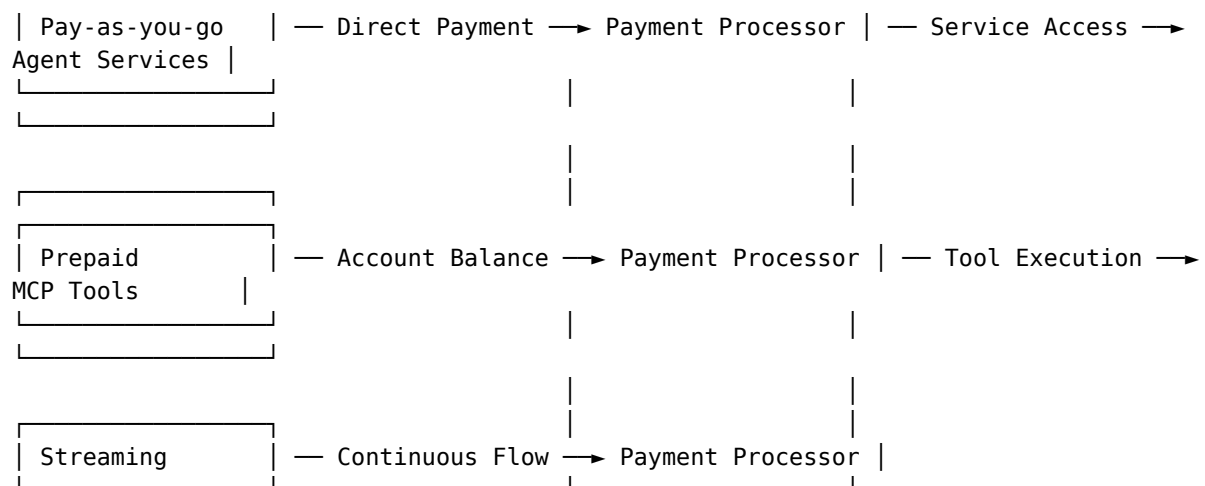 │ Pay-as-you-go │ ── Direct Payment ──► Payment Processor │ ── Service Access ──►
Agent Services │
│ Prepaid │ ── Account Balance ──► Payment Processor │ ── Tool Execution ──►
MCP Tools │
│ Streaming │ ── Continuous Flow ──► Payment Processor │